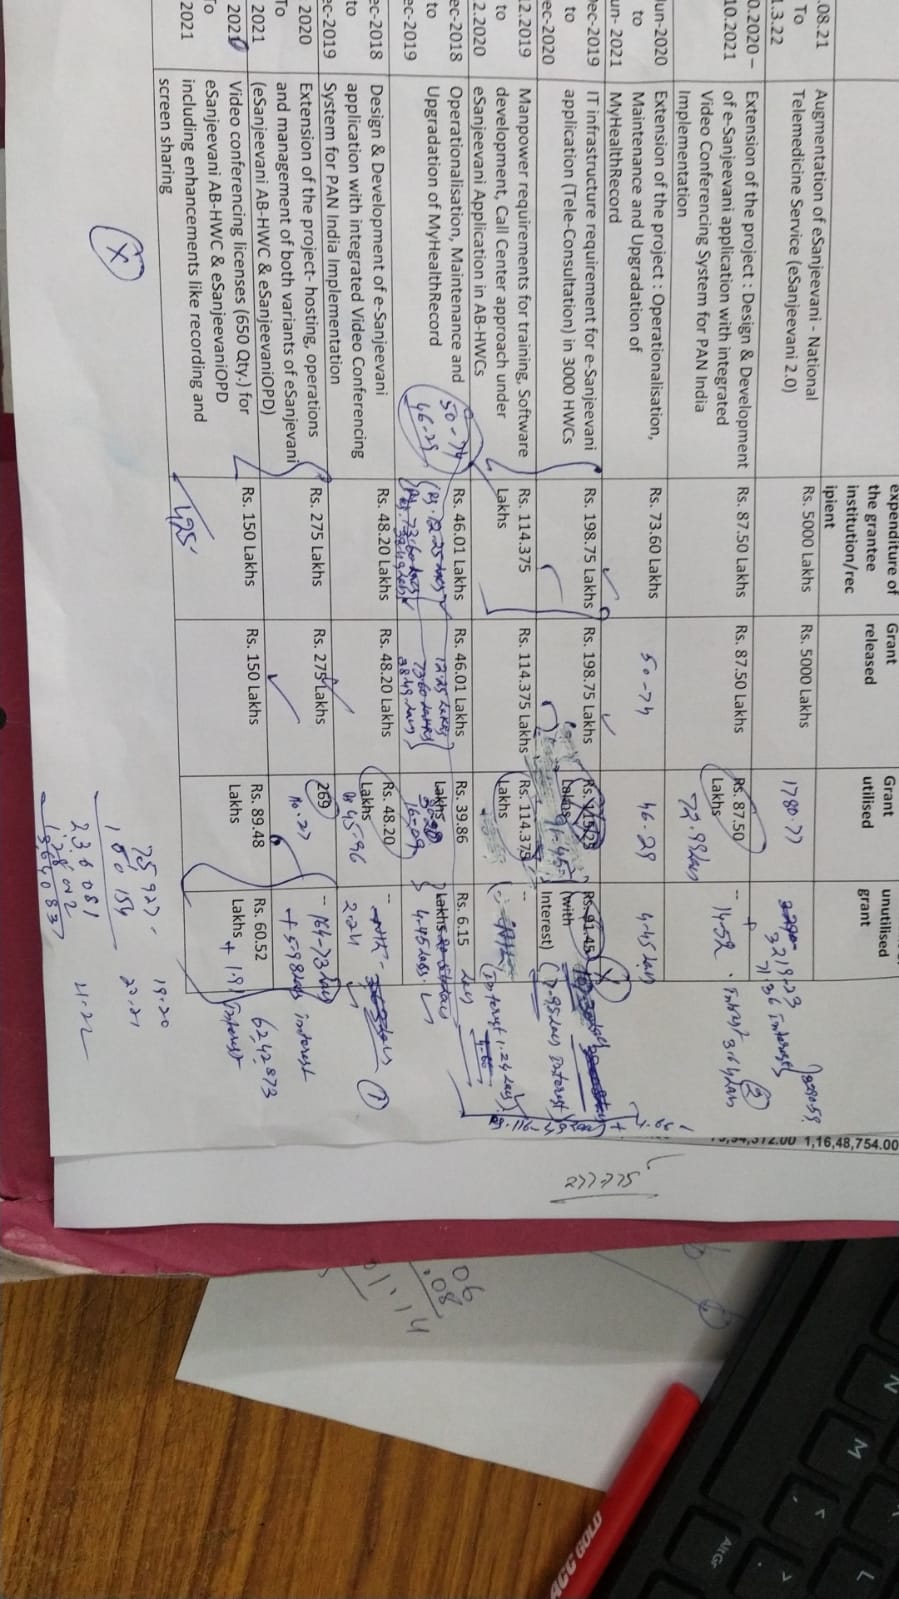 expenditure of
the grantee
institution/rec
ipient
Grant
released
Grant
utilised
unutilised
grant
.08.21
To
1.3.22
Augmentation of eSanjeevani - National
Telemedicine Service (eSanjeevani 2.0)
Rs. 5000 Lakhs
Rs. 5000 Lakhs
1780.77
3219-23
71.36 Interest
3290.59
0.2020 –
10.2021
Extension of the project : Design & Development
of e-Sanjeevani application with integrated
Video Conferencing System for PAN India
Implementation
Rs. 87.50 Lakhs
Rs. 87.50 Lakhs
Rs. 87.50
Lakhs
72.99 Lacs
--
14-52
Interest 3.64 Lacs
2
Jun-2020
to
un- 2021
Extension of the project : Operationalisation,
Maintenance and Upgradation of
MyHealthRecord
Rs. 73.60 Lakhs
50-74
46.29
4-45 Lacs
Dec-2019
to
ec-2020
IT infrastructure requirement for e-Sanjeevani
application (Tele-Consultation) in 3000 HWCs
Rs. 198.75 Lakhs
Rs. 198.75 Lakhs
Rs. 115.25
Lakhs
91-45
Rs. 91.45
(with
Interest)
X
(7.95 Lacs Interest)
12.2019
to
2.2020
Manpower requirements for training, Software
development, Call Center approach under
eSanjeevani Application in AB-HWCs
Rs. 114.375
Lakhs
Rs. 114.375 Lakhs
Rs. 114.375
Lakhs
--
(Interest 1.24 Lacs)
ec-2018
to
ec-2019
Operationalisation, Maintenance and
Upgradation of MyHealthRecord
50-74
46-29
Rs. 46.01 Lakhs
Rs. 12.25 Lacs
Rs. 73.60 Lacs
38.49 Lacs
Rs. 46.01 Lakhs
12.25 Lakhs
73.60 Lakhs
38.49 Lacs
Rs. 39.86
Lakhs
16-09
Rs. 6.15
Lakhs
4-45 Lacs.
ec-2018
to
ec-2019
Design & Development of e-Sanjeevani
application with integrated Video Conferencing
System for PAN India Implementation
Rs. 48.20 Lakhs
Rs. 48.20 Lakhs
Rs. 48.20
Lakhs
Rs 45.96
--
2.24
1
2020
To
2021
Extension of the project- hosting, operations
and management of both variants of eSanjevani
(eSanjeevani AB-HWC & eSanjeevaniOPD)
Rs. 275 Lakhs
Rs. 275 Lakhs
269
110.27
--
164-73 Lacs
+ 5.98 Lacs interest
2020
To
2021
Video conferencing licenses (650 Qty.) for
eSanjeevani AB-HWC & eSanjeevaniOPD
including enhancements like recording and
screen sharing
Rs. 150 Lakhs
Rs. 150 Lakhs
Rs. 89.48
Lakhs
Rs. 60.52
Lakhs
+ 1.91 Interest
6242873
425
X
75,927
19-20
20-21
236081
21-22
364083
1,16,48,754.00
277735
06
.08
N
M
L
<
,
>
.
AltGr